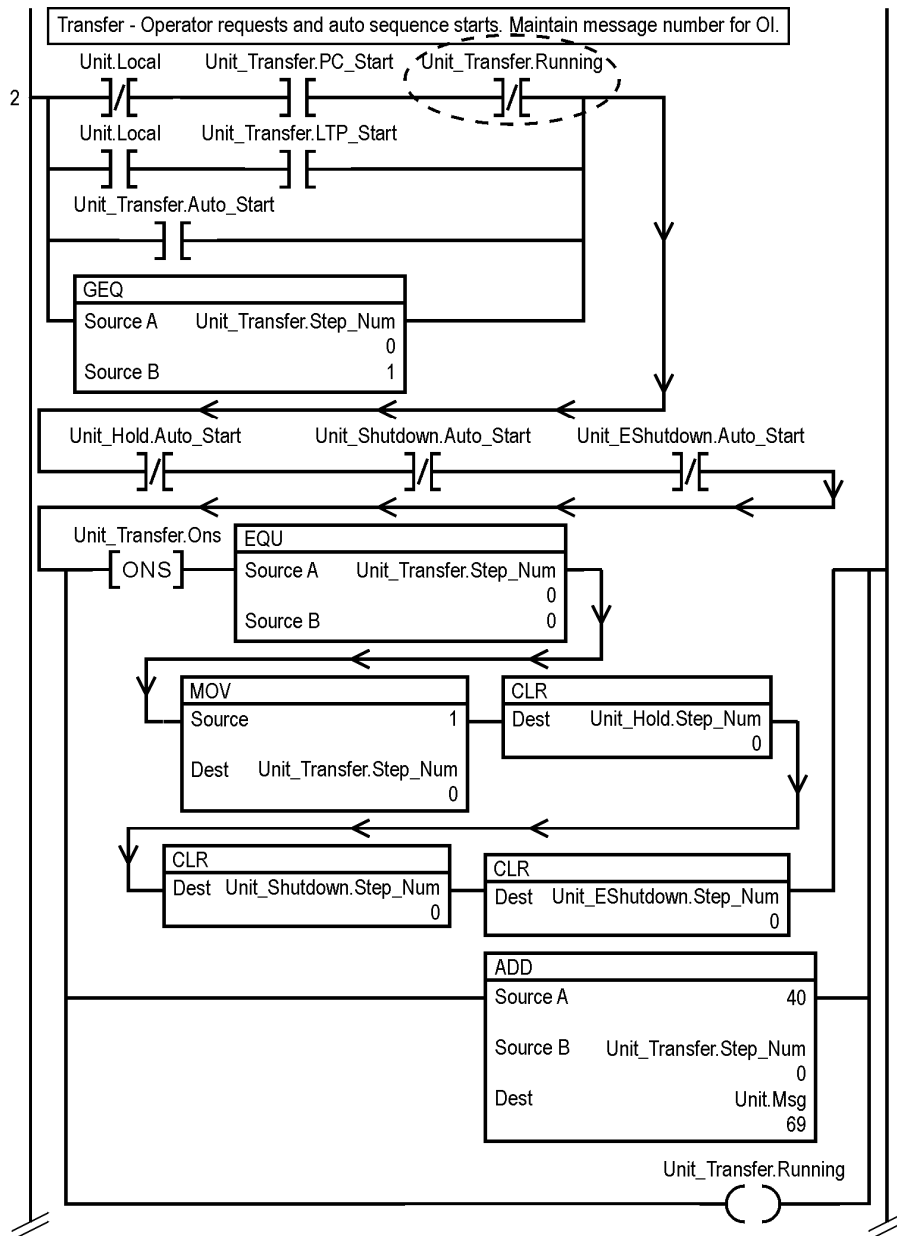 Transfer - Operator requests and auto sequence starts. Maintain message number for OI.
Unit.Local Unit_Transfer.PC_Start Unit_Transfer.Running
2
Unit.Local Unit_Transfer.LTP_Start
Unit_Transfer.Auto_Start
GEQ
Source A Unit_Transfer.Step_Num
0
Source B 1
Unit_Hold.Auto_Start Unit_Shutdown.Auto_Start Unit_EShutdown.Auto_Start
Unit_Transfer.Ons
ONS
EQU
Source A Unit_Transfer.Step_Num
0
Source B 0
MOV
Source 1
Dest Unit_Transfer.Step_Num
0
CLR
Dest Unit_Hold.Step_Num
0
CLR
Dest Unit_Shutdown.Step_Num
0
CLR
Dest Unit_EShutdown.Step_Num
0
ADD
Source A 40
Source B Unit_Transfer.Step_Num
0
Dest Unit.Msg
69
Unit_Transfer.Running